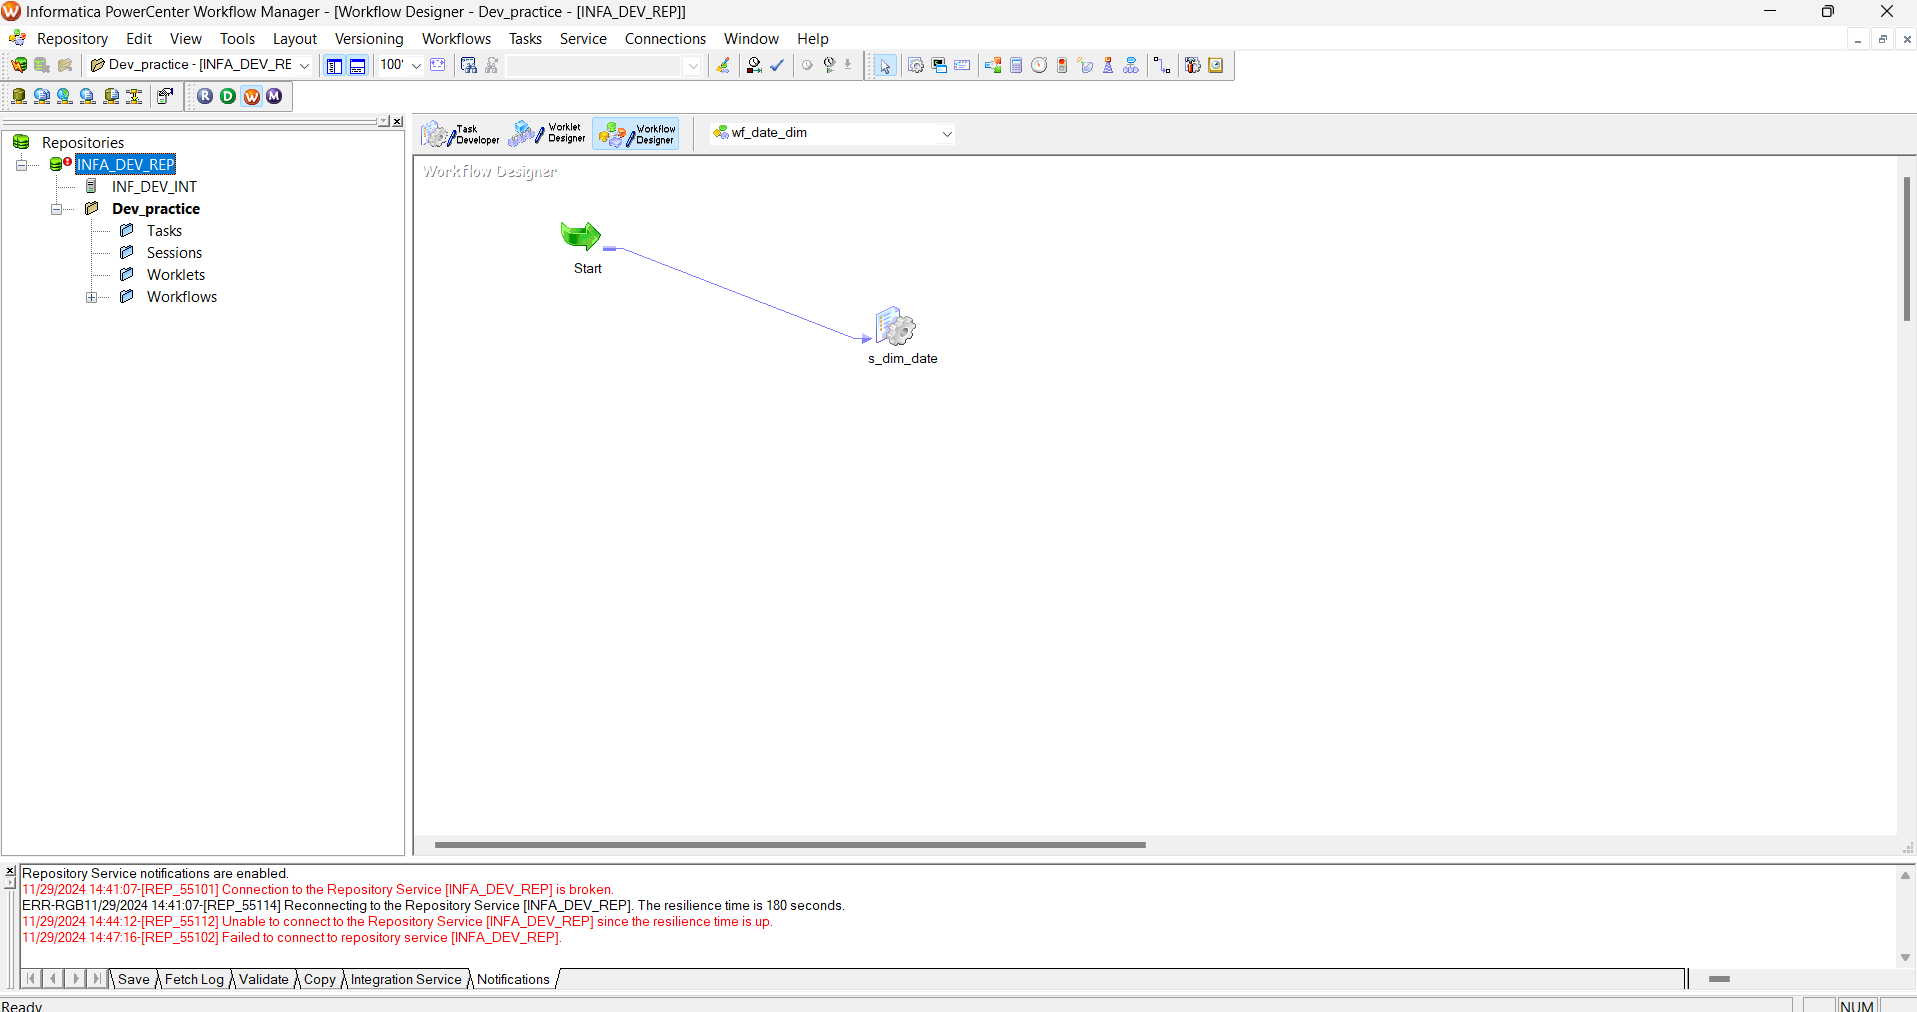 Informatica PowerCenter Workflow Manager - [Workflow Designer - Dev_practice - [INFA_DEV_REP]]
Repository Edit View Tools Layout Versioning Workflows Tasks Service Connections Window Help
Dev_practice - [INFA_DEV_RE
100'
R D W M
Repositories
INFA_DEV_REP
INF_DEV_INT
Dev_practice
Tasks
Sessions
Worklets
Workflows
Task Developer
Worklet Designer
Workflow Designer
wf_date_dim
Workflow Designer
Start
s_dim_date
Repository Service notifications are enabled.
11/29/2024 14:41:07-[REP_55101] Connection to the Repository Service [INFA_DEV_REP] is broken.
ERR-RGB11/29/2024 14:41:07-[REP_55114] Reconnecting to the Repository Service [INFA_DEV_REP]. The resilience time is 180 seconds.
11/29/2024 14:44:12-[REP_55112] Unable to connect to the Repository Service [INFA_DEV_REP] since the resilience time is up.
11/29/2024 14:47:16-[REP_55102] Failed to connect to repository service [INFA_DEV_REP].
Save Fetch Log Validate Copy Integration Service Notifications
Ready
NUM